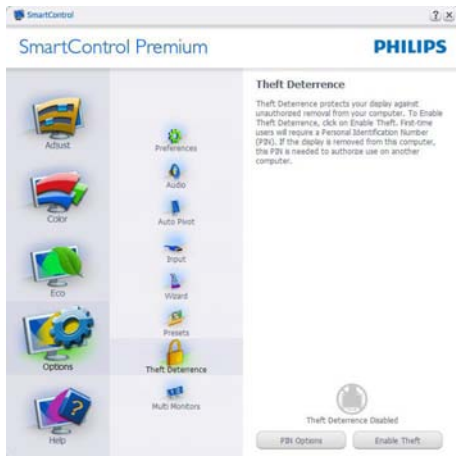 SmartControl
SmartControl Premium
PHILIPS
Adjust
Color
Eco
Options
Help
Preferences
Audio
Auto Pivot
Input
Wizard
Presets
Theft Deterrence
Multi Monitors
Theft Deterrence
Theft Deterrence protects your display against
unauthorized removal from your computer. To Enable
Theft Deterrence, click on Enable Theft. First-time
users will require a Personal Identification Number
(PIN). If the display is removed from this computer,
this PIN is needed to authorize use on another
computer.
Theft Deterrence Disabled
PIN Options
Enable Theft